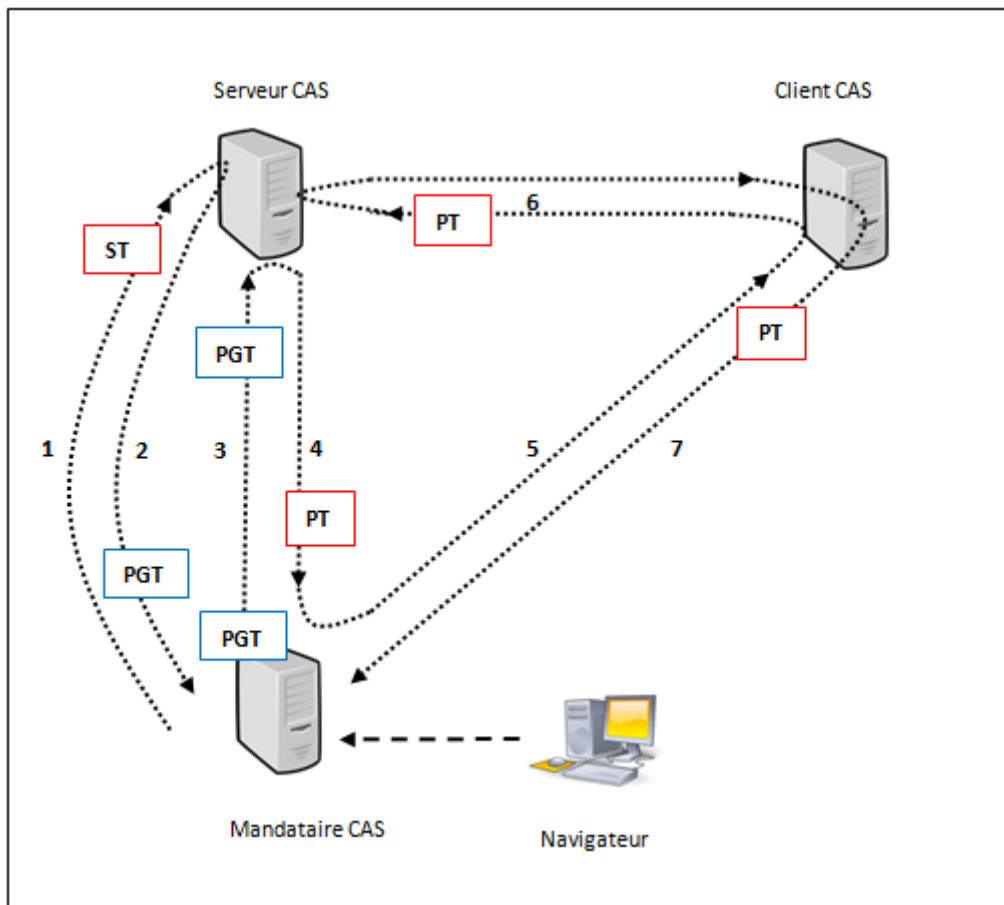 Serveur CAS
Client CAS
6
PT
ST
PT
PGT
1
2
3
4
5
7
PT
PGT
PGT
Mandataire CAS
Navigateur